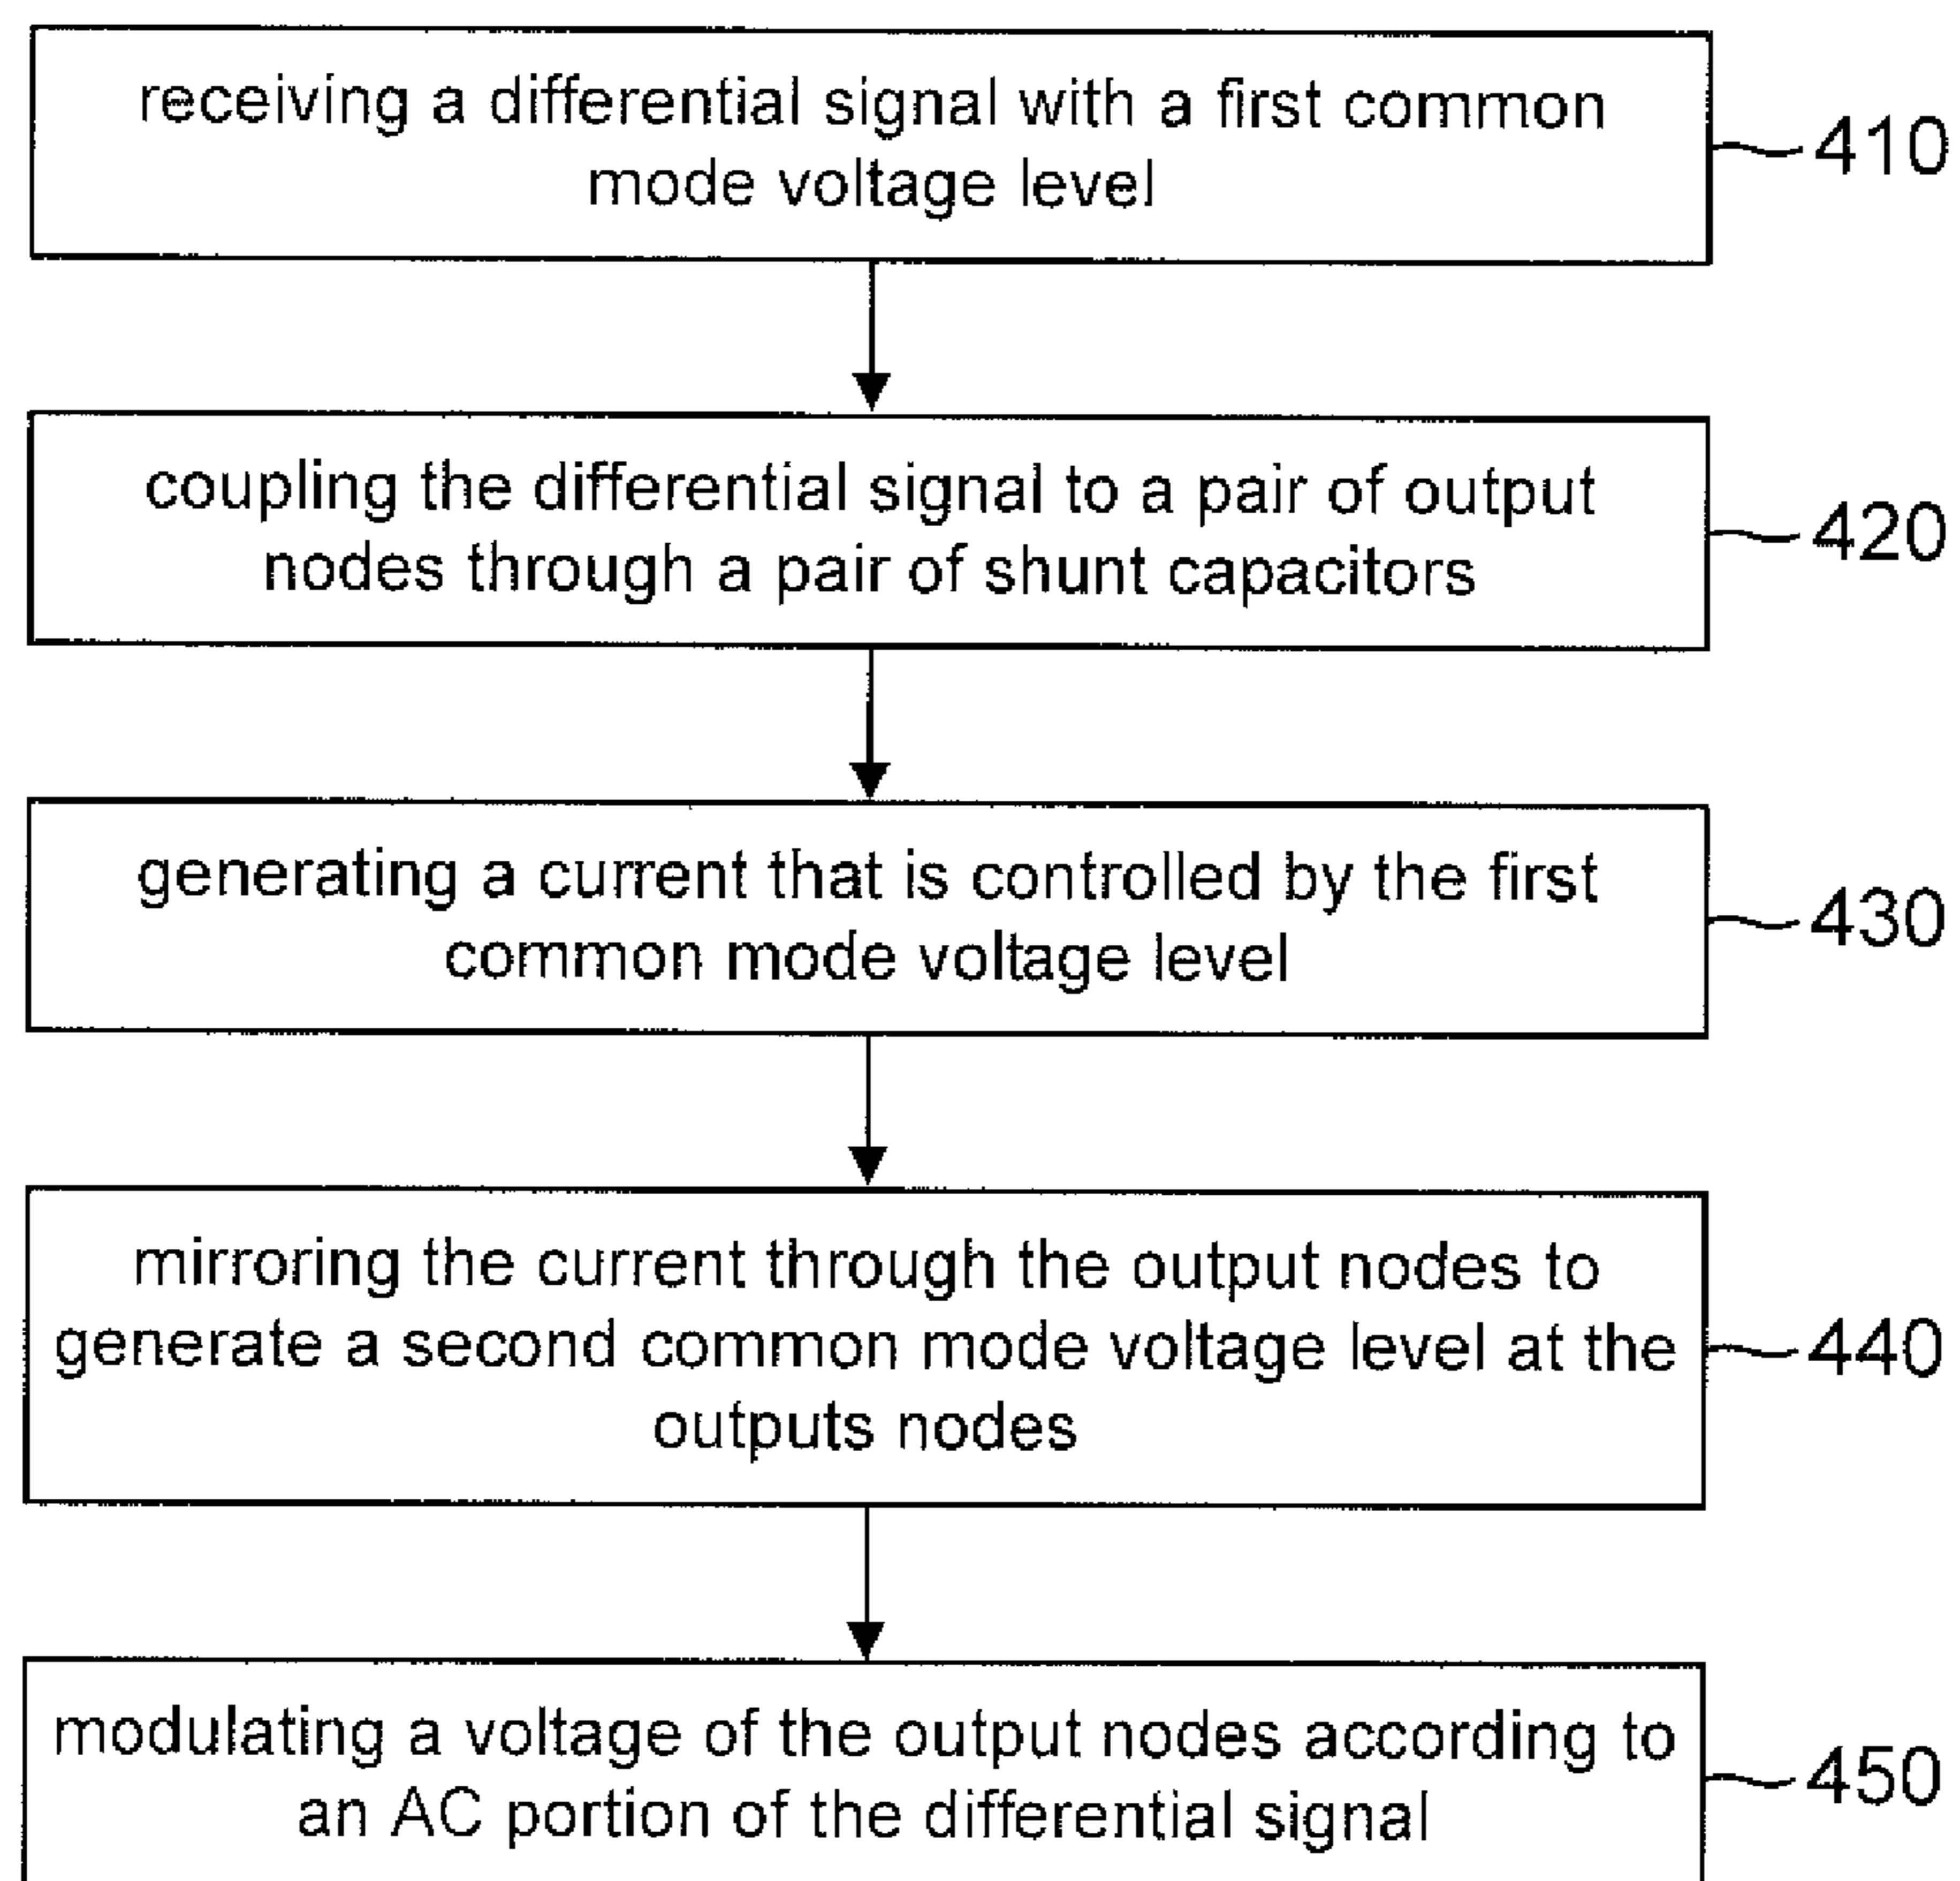 receiving a differential signal with a first common
mode voltage level
410
coupling the differential signal to a pair of output
nodes through a pair of shunt capacitors
420
generating a current that is controlled by the first
common mode voltage level
430
mirroring the current through the output nodes to
generate a second common mode voltage level at the
outputs nodes
440
modulating a voltage of the output nodes according to
an AC portion of the differential signal
450